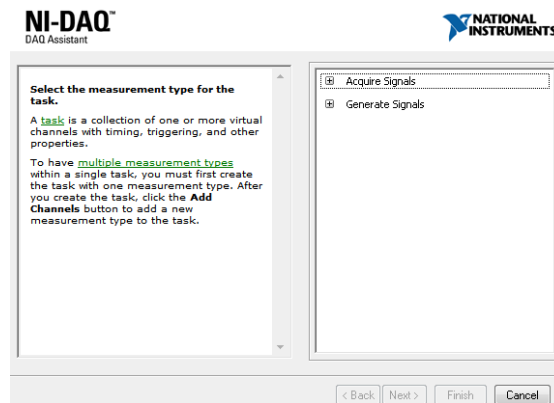 NI-DAQ™
DAQ Assistant
NATIONAL
INSTRUMENTS
Select the measurement type for the
task.
A task is a collection of one or more virtual
channels with timing, triggering, and other
properties.
To have multiple measurement types
within a single task, you must first create
the task with one measurement type. After
you create the task, click the Add
Channels button to add a new
measurement type to the task.
Acquire Signals
Generate Signals
< Back Next > Finish Cancel